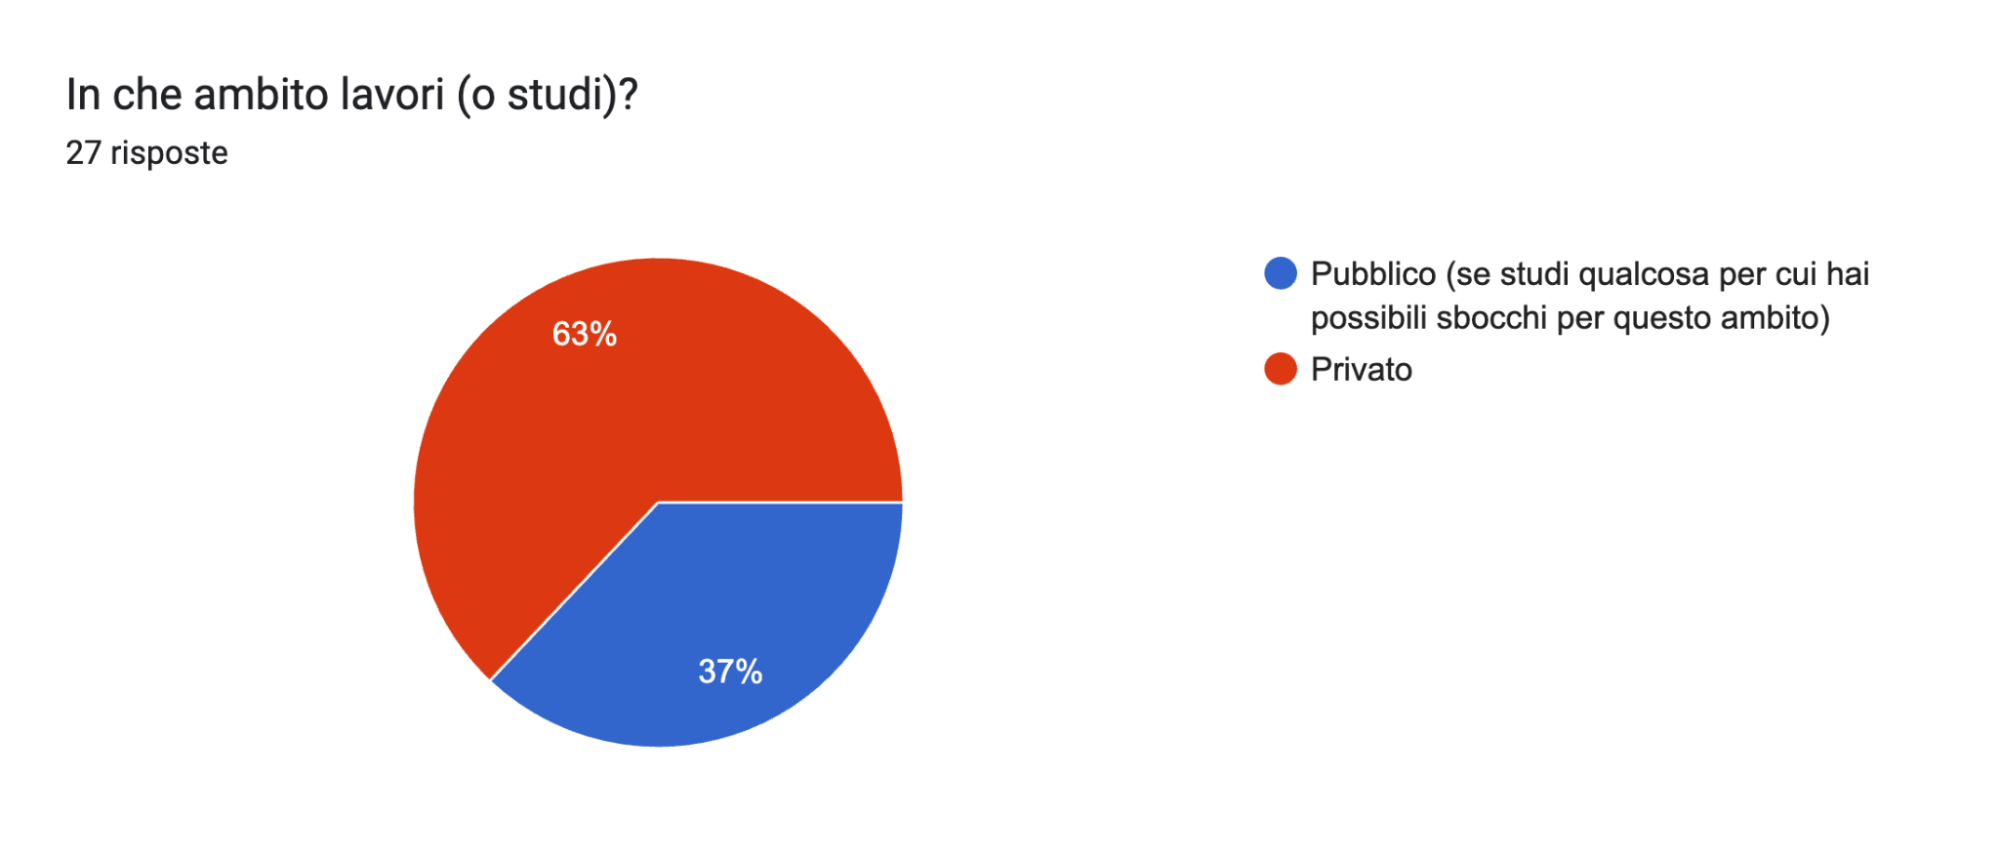 In che ambito lavori (o studi)?
27 risposte
63%
37%
Pubblico (se studi qualcosa per cui hai
possibili sbocchi per questo ambito)
Privato